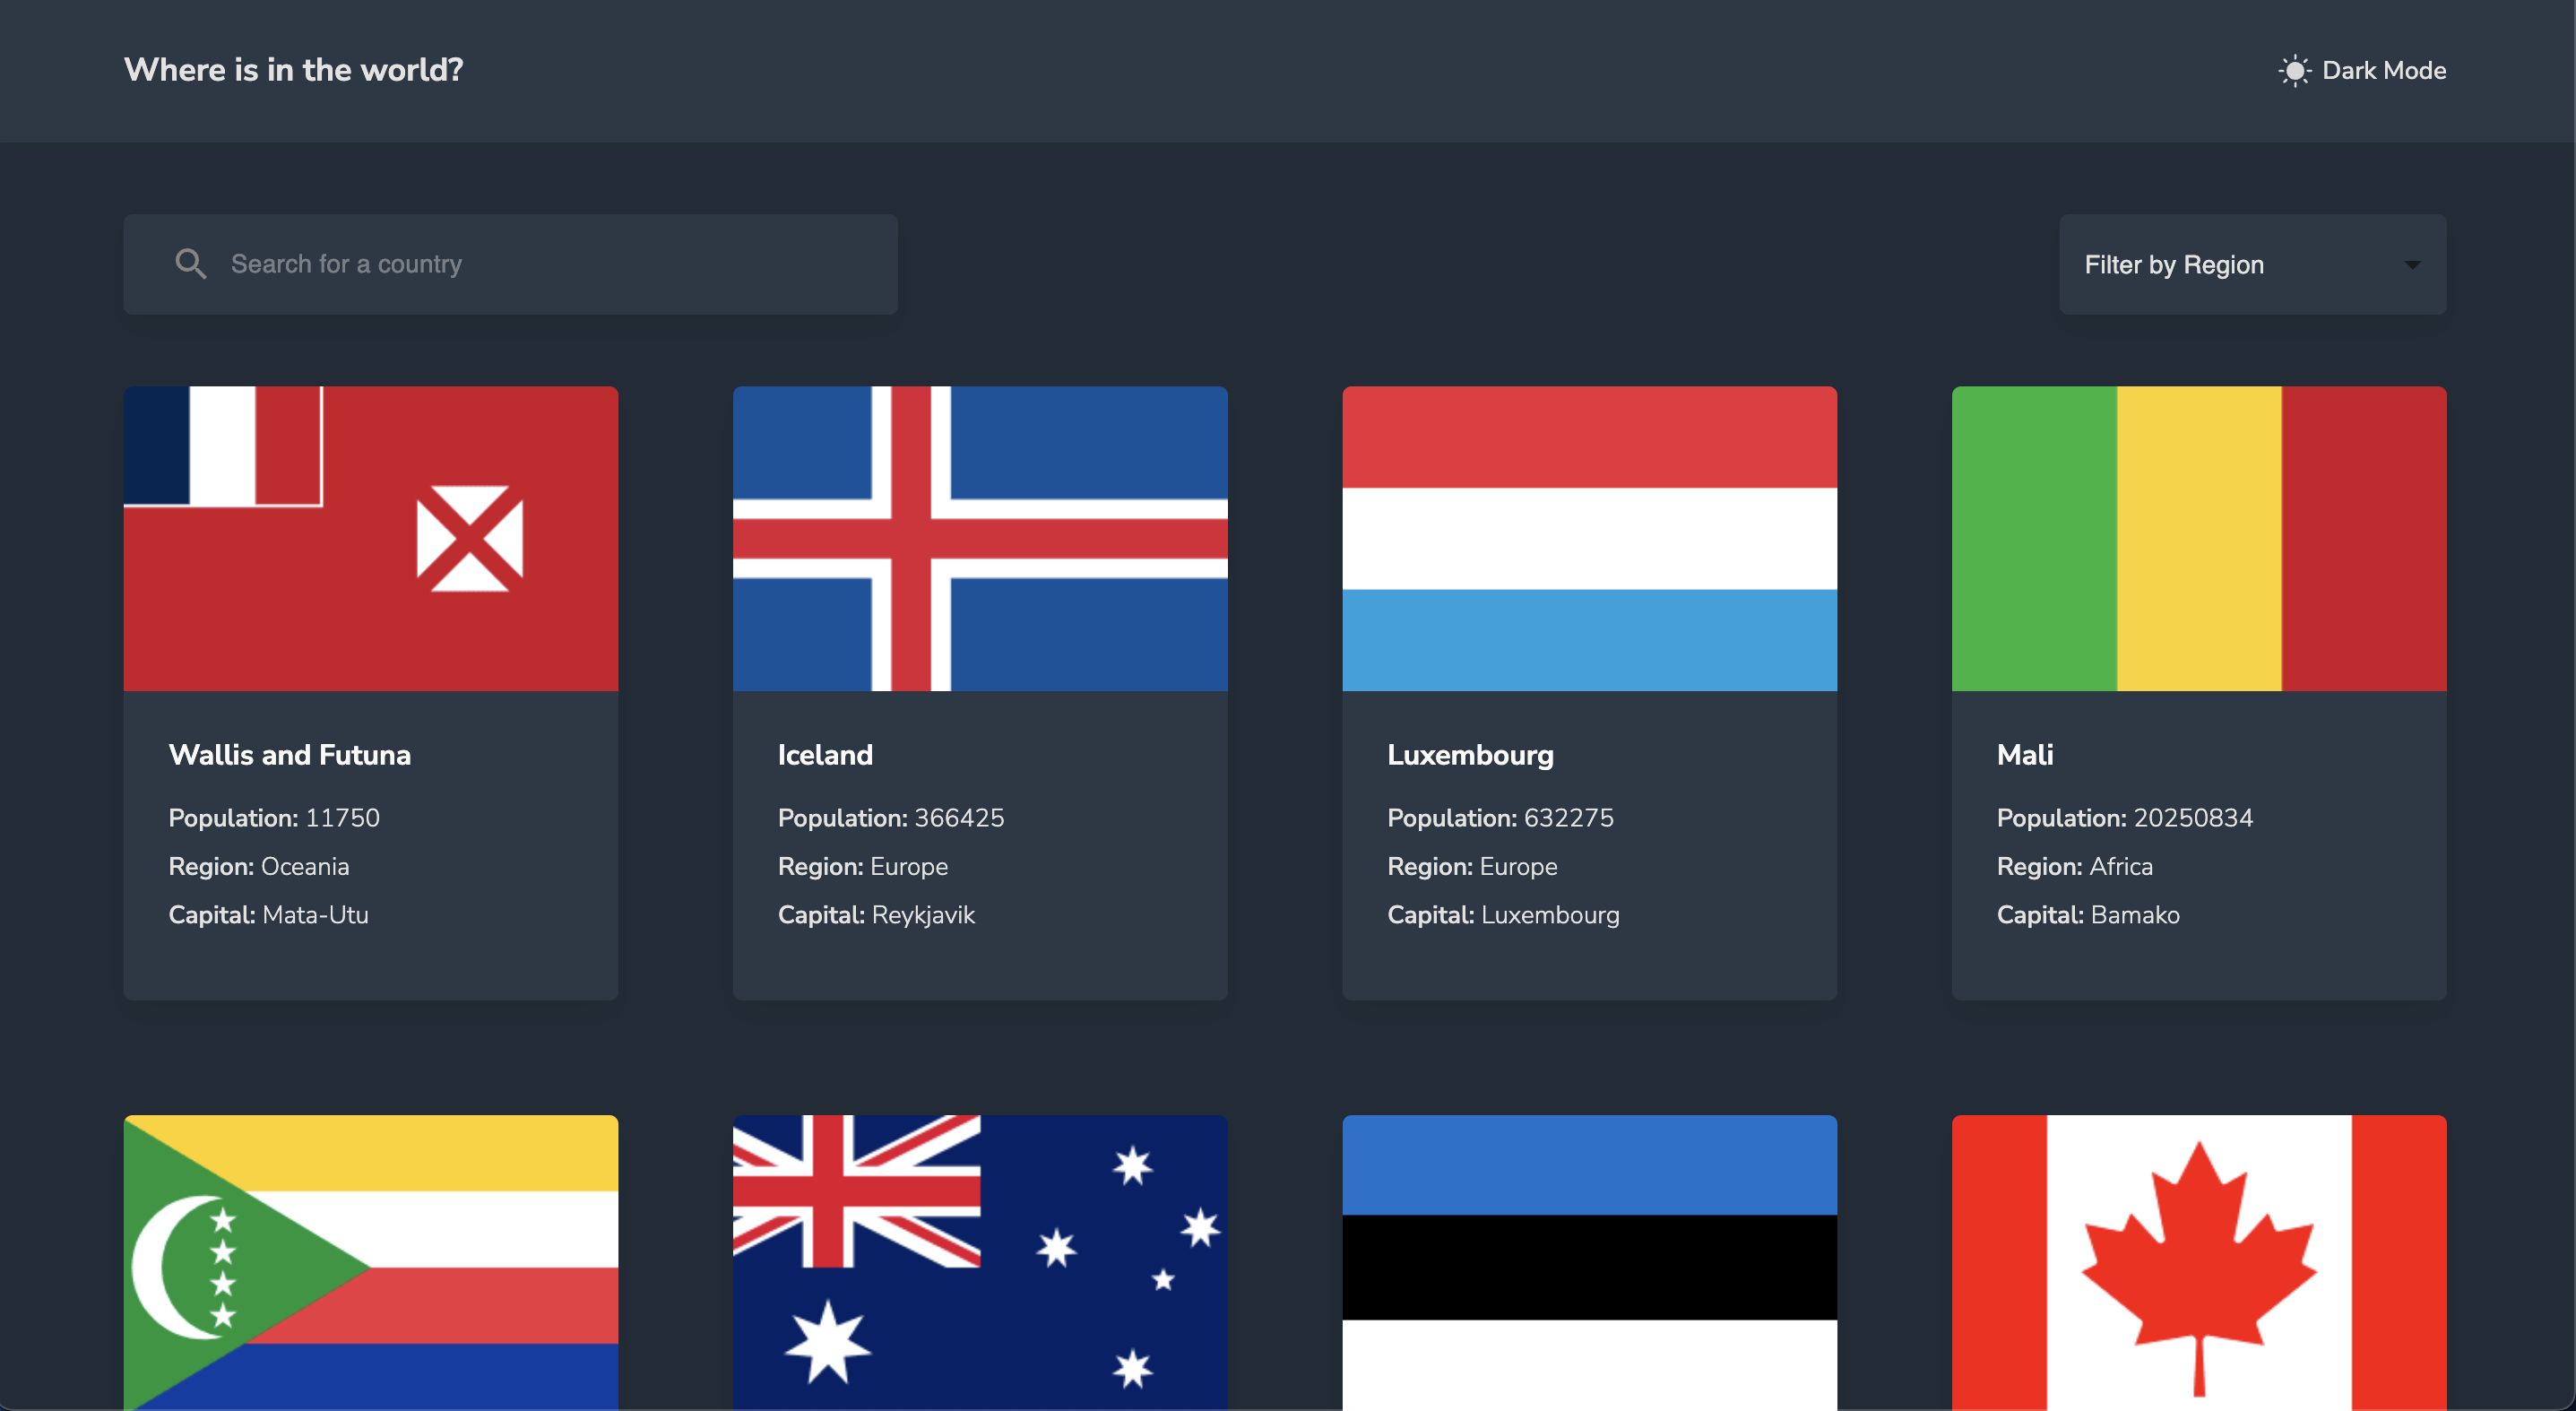 Where is in the world?
Dark Mode
Search for a country
Filter by Region
Wallis and Futuna
Population: 11750
Region: Oceania
Capital: Mata-Utu
Iceland
Population: 366425
Region: Europe
Capital: Reykjavik
Luxembourg
Population: 632275
Region: Europe
Capital: Luxembourg
Mali
Population: 20250834
Region: Africa
Capital: Bamako